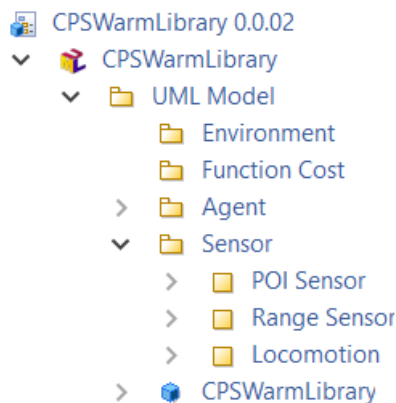 CPSWarmLibrary 0.0.02
CPSWarmLibrary
UML Model
Environment
Function Cost
Agent
Sensor
POI Sensor
Range Sensor
Locomotion
CPSWarmLibrary